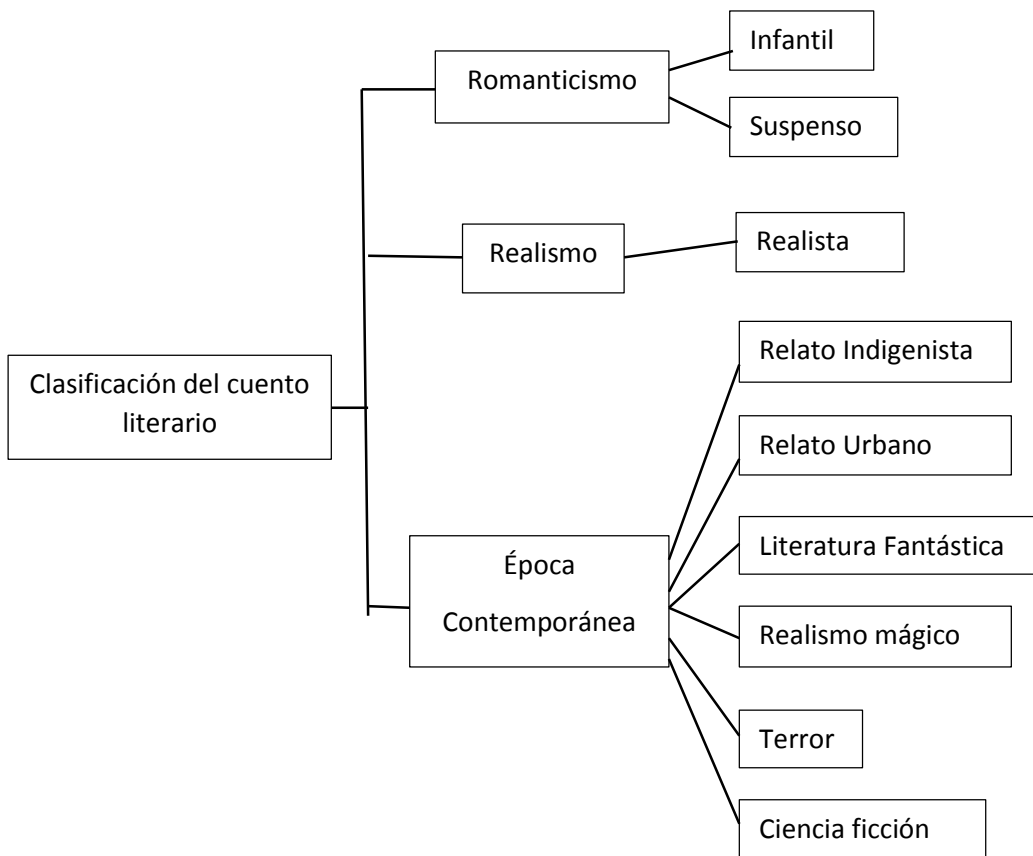 Infantil
Romanticismo
Suspenso
Realismo
Realista
Clasificación del cuento
literario
Relato Indigenista
Relato Urbano
Época
Contemporánea
Literatura Fantástica
Realismo mágico
Terror
Ciencia ficción